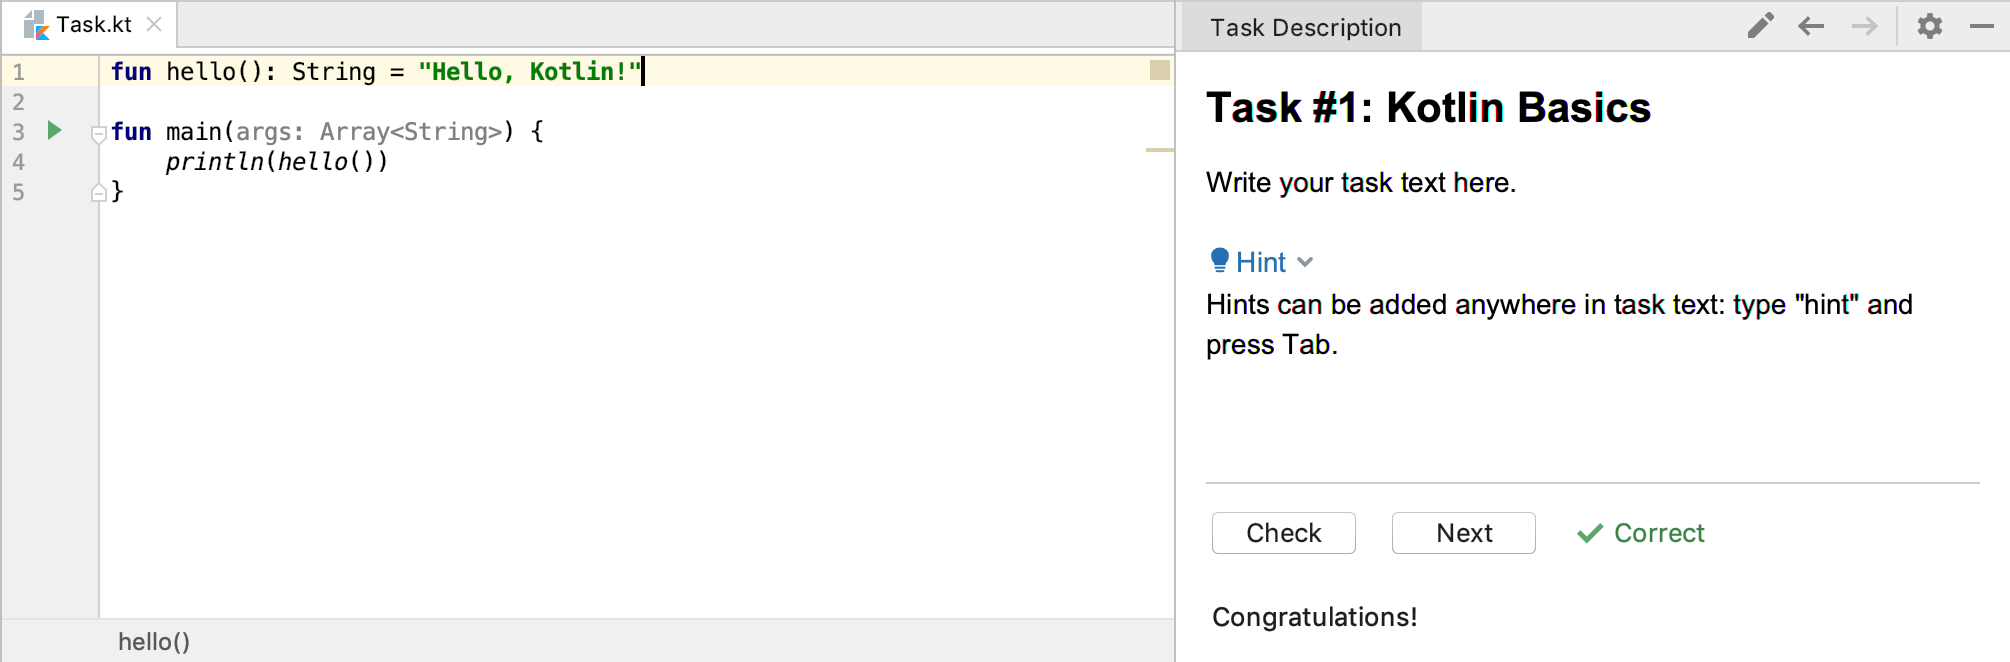 Task.kt
1 fun hello(): String = "Hello, Kotlin!"
2
3 fun main(args: Array<String>) {
4     println(hello())
5 }
hello()
Task Description
Task #1: Kotlin Basics
Write your task text here.
Hint
Hints can be added anywhere in task text: type "hint" and
press Tab.
Check Next Correct
Congratulations!